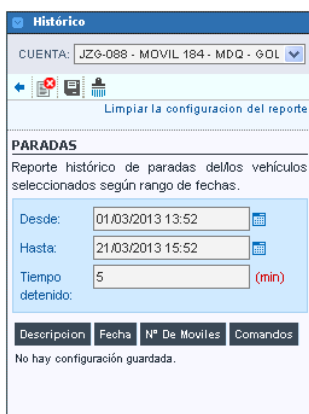 Histórico
CUENTA: JZG-088 - MOVIL 184 - MDQ - GOL
Limpiar la configuracion del reporte
PARADAS
Reporte histórico de paradas del/los vehículos
seleccionados según rango de fechas.
Desde: 01/03/2013 13:52
Hasta: 21/03/2013 15:52
Tiempo detenido: 5 (min)
Descripcion Fecha Nº De Moviles Comandos
No hay configuración guardada.